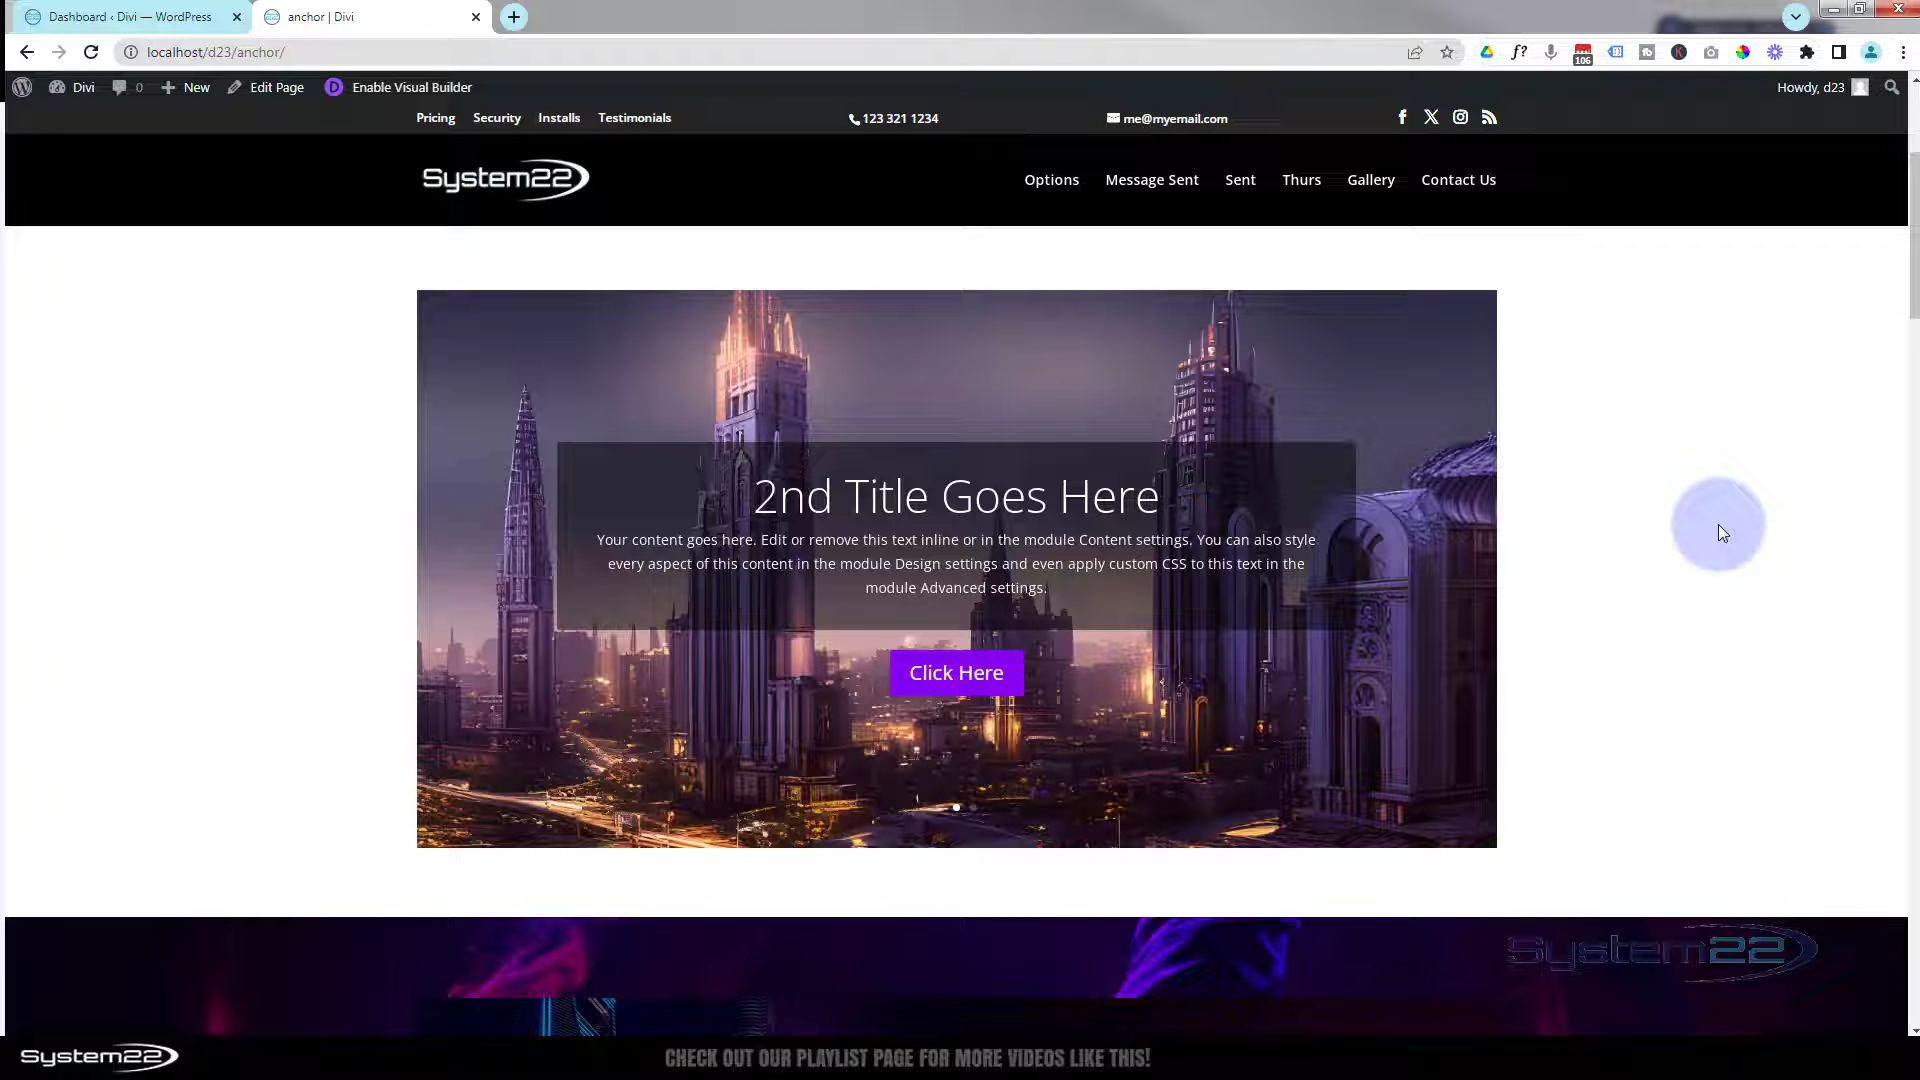 Dashboard ‹ Divi — WordPress
anchor | Divi
localhost/d23/anchor/
f?
106
Divi
0
New
Edit Page
D
Enable Visual Builder
Howdy, d23
Pricing
Security
Installs
Testimonials
123 321 1234
me@myemail.com
System22
Options
Message Sent
Sent
Thurs
Gallery
Contact Us
2nd Title Goes Here
Your content goes here. Edit or remove this text inline or in the module Content settings. You can also style
every aspect of this content in the module Design settings and even apply custom CSS to this text in the
module Advanced settings.
Click Here
System22
System22
CHECK OUT OUR PLAYLIST PAGE FOR MORE VIDEOS LIKE THIS!